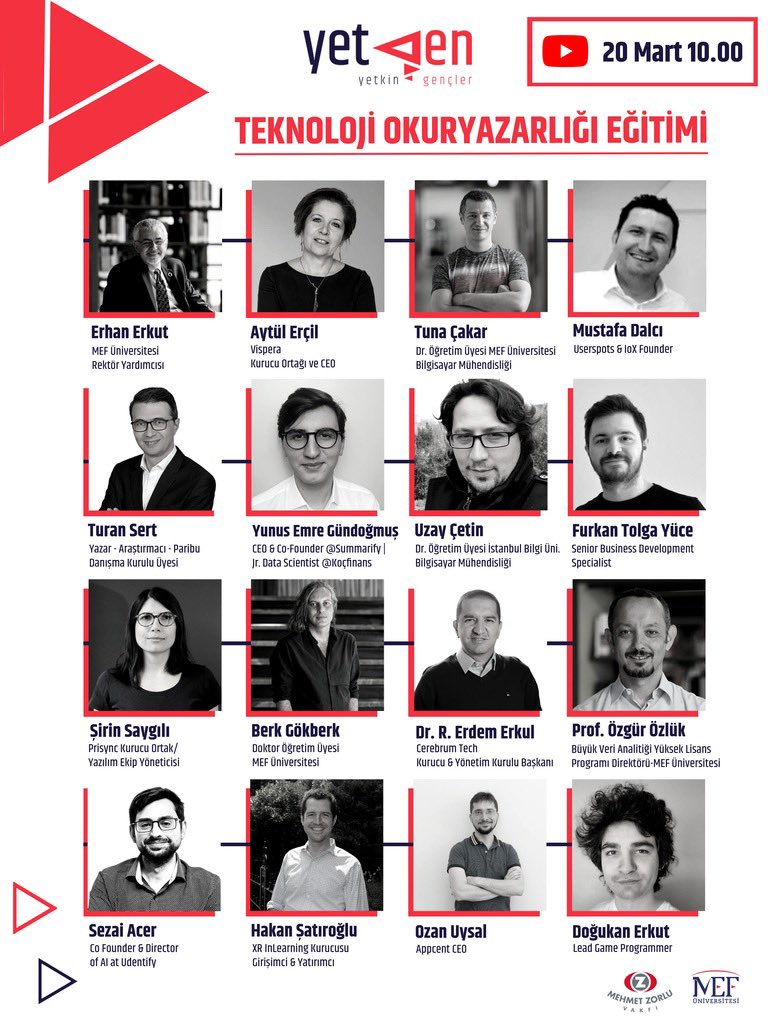 yetgen
yetkin gençler
20 Mart 10.00
TEKNOLOJİ OKURYAZARLIĞI EĞİTİMİ
Erhan Erkut
MEF Üniversitesi
Rektör Yardımcısı
Aytül Erçil
Vispera
Kurucu Ortağı ve CEO
Tuna Çakar
Dr. Öğretim Üyesi MEF Üniversitesi
Bilgisayar Mühendisliği
Mustafa Dalcı
Userspots & IoX Founder
Turan Sert
Yazar - Araştırmacı - Paribu
Danışma Kurulu Üyesi
Yunus Emre Gündoğmuş
CEO & Co-Founder @Summarify |
Jr. Data Scientist @Koçfinans
Uzay Çetin
Dr. Öğretim Üyesi İstanbul Bilgi Üni.
Bilgisayar Mühendisliği
Furkan Tolga Yüce
Senior Business Development
Specialist
Şirin Saygılı
Prisync Kurucu Ortak/
Yazılım Ekip Yöneticisi
Berk Gökberk
Doktor Öğretim Üyesi
MEF Üniversitesi
Dr. R. Erdem Erkul
Cerebrum Tech
Kurucu & Yönetim Kurulu Başkanı
Prof. Özgür Özlük
Büyük Veri Analitiği Yüksek Lisans
Programı Direktörü-MEF Üniversitesi
Sezai Acer
Co Founder & Director
of AI at Udentify
Hakan Şatıroğlu
XR InLearning Kurucusu
Girişimci & Yatırımcı
Ozan Uysal
Appcent CEO
Doğukan Erkut
Lead Game Programmer
MEHMET ZORLU
VAKFI
MEF
ÜNİVERSİTESİ